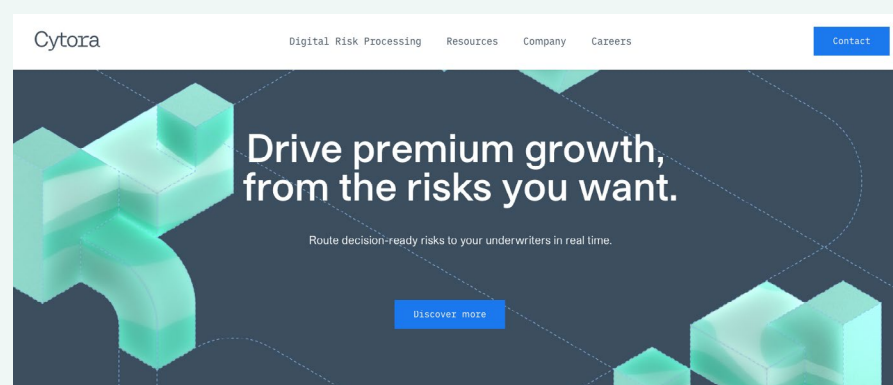 Cytora
Digital Risk Processing
Resources
Company
Careers
Contact
Drive premium growth,
from the risks you want.
Route decision-ready risks to your underwriters in real time.
Discover more